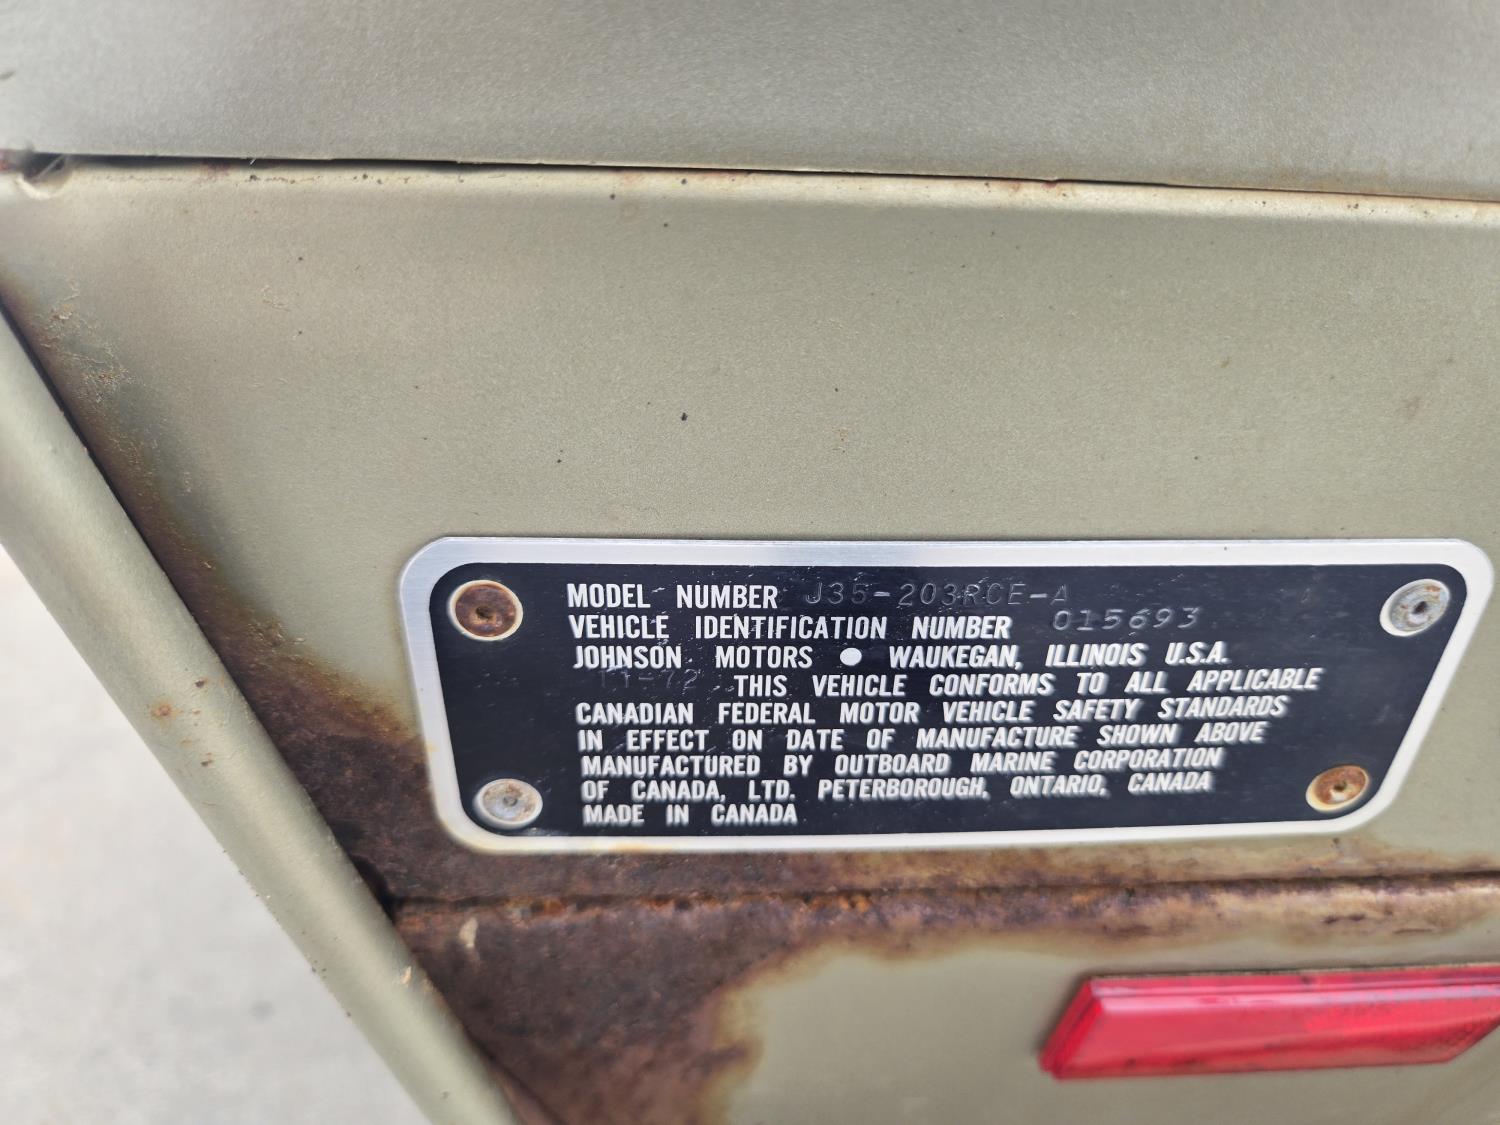 MODEL NUMBER J35-203RCE-A
VEHICLE IDENTIFICATION NUMBER 015693
JOHNSON MOTORS ● WAUKEGAN, ILLINOIS U.S.A.
11-72 THIS VEHICLE CONFORMS TO ALL APPLICABLE
CANADIAN FEDERAL MOTOR VEHICLE SAFETY STANDARDS
IN EFFECT ON DATE OF MANUFACTURE SHOWN ABOVE
MANUFACTURED BY OUTBOARD MARINE CORPORATION
OF CANADA, LTD. PETERBOROUGH, ONTARIO, CANADA
MADE IN CANADA